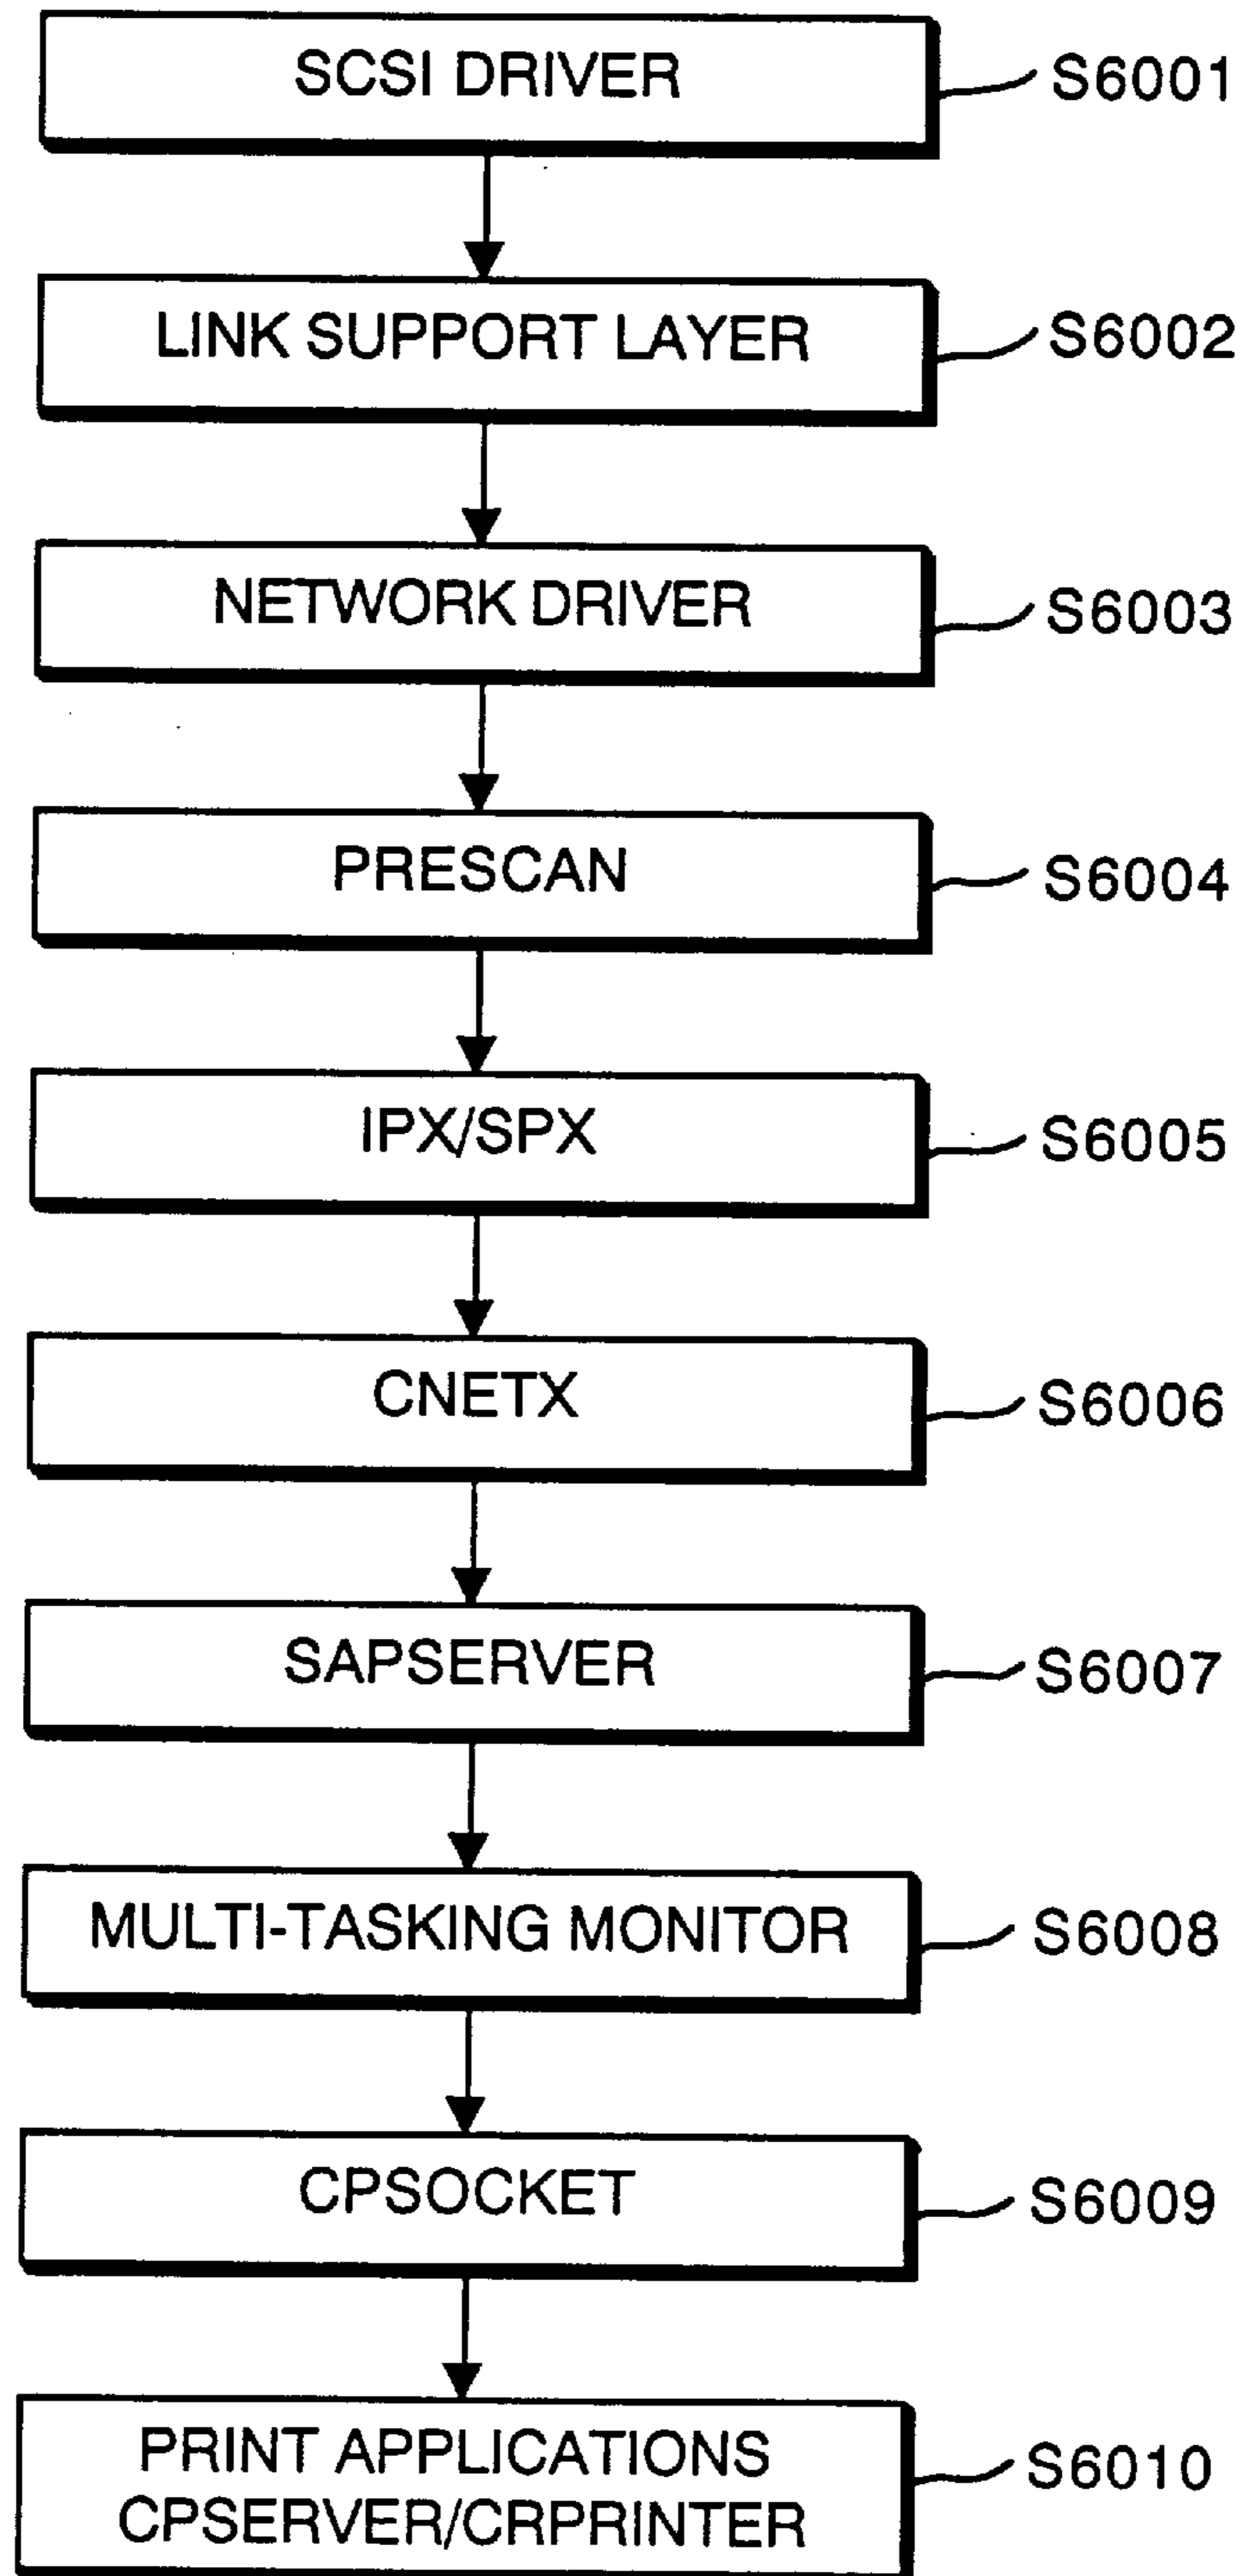 SCSI DRIVER
S6001
LINK SUPPORT LAYER
S6002
NETWORK DRIVER
S6003
PRESCAN
S6004
IPX/SPX
S6005
CNETX
S6006
SAPSERVER
S6007
MULTI-TASKING MONITOR
S6008
CPSOCKET
S6009
PRINT APPLICATIONS
CPSERVER/CRPRINTER
S6010